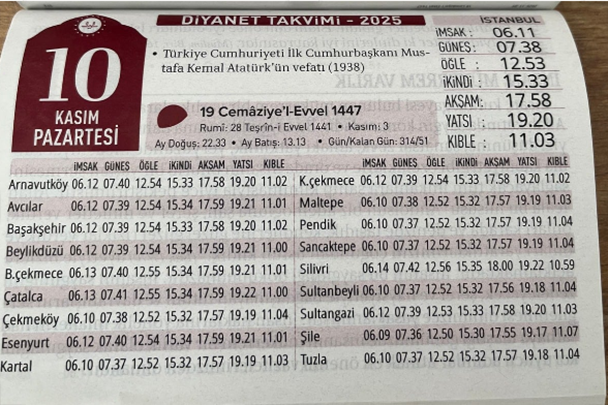 DİYANET TAKVİMİ - 2025
10
KASIM
PAZARTESİ
• Türkiye Cumhuriyeti İlk Cumhurbaşkanı Mus-
tafa Kemal Atatürk'ün vefatı (1938)
19 Cemâziye'l-Evvel 1447
Rumî: 28 Teşrîn-i Evvel 1441 • Kasım: 3
Ay Doğuş: 22.33 • Ay Batış: 13.13 • Gün/Kalan Gün: 314/51
İSTANBUL
İMSAK : 06.11
GÜNEŞ: 07.38
ÖGLE : 12.53
İKİNDİ : 15.33
AKŞAM: 17.58
YATSI : 19.20
KIBLE : 11.03
İMSAK GÜNEŞ ÖĞLE İKİNDİ AKŞAM YATSI KIBLE
Arnavutköy 06.12 07.40 12.54 15.33 17.58 19.20 11.02
Avcılar 06.12 07.39 12.54 15.34 17.59 19.21 11.01
Başakşehir 06.12 07.39 12.54 15.33 17.58 19.20 11.02
Beylikdüzü 06.12 07.39 12.54 15.34 17.59 19.21 11.00
B.çekmece 06.13 07.40 12.55 15.34 17.59 19.21 11.01
Çatalca 06.13 07.41 12.55 15.34 17.59 19.22 11.00
Çekmeköy 06.10 07.38 12.52 15.32 17.57 19.19 11.04
Esenyurt 06.12 07.40 12.54 15.34 17.59 19.21 11.01
Kartal 06.10 07.37 12.52 15.32 17.57 19.19 11.03
İMSAK GÜNEŞ ÖĞLE İKİNDİ AKŞAM YATSI KIBLE
K.çekmece 06.12 07.39 12.54 15.33 17.58 19.20 11.02
Maltepe 06.10 07.38 12.52 15.32 17.57 19.19 11.03
Pendik 06.10 07.37 12.52 15.32 17.57 19.19 11.04
Sancaktepe 06.10 07.37 12.52 15.32 17.57 19.19 11.04
Silivri 06.14 07.42 12.56 15.35 18.00 19.22 10.59
Sultanbeyli 06.10 07.37 12.52 15.32 17.56 19.18 11.04
Sultangazi 06.12 07.39 12.53 15.33 17.58 19.20 11.03
Şile 06.09 07.36 12.50 15.30 17.55 19.17 11.07
Tuzla 06.10 07.37 12.52 15.32 17.57 19.18 11.04